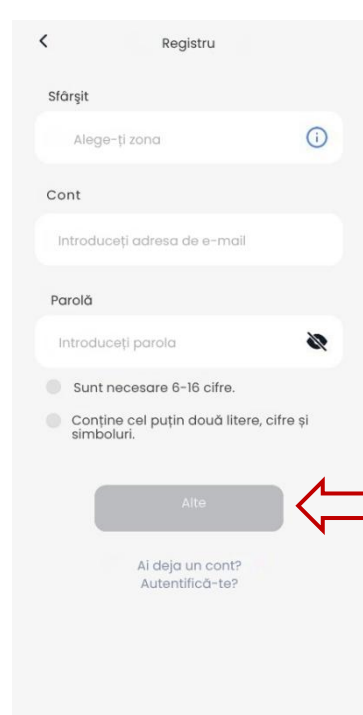 Registru
Sfârşit
Alege-ți zona
Cont
Introduceți adresa de e-mail
Parolă
Introduceți parola
Sunt necesare 6-16 cifre.
Conține cel puțin două litere, cifre și
simboluri.
Alte
Ai deja un cont?
Autentifică-te?